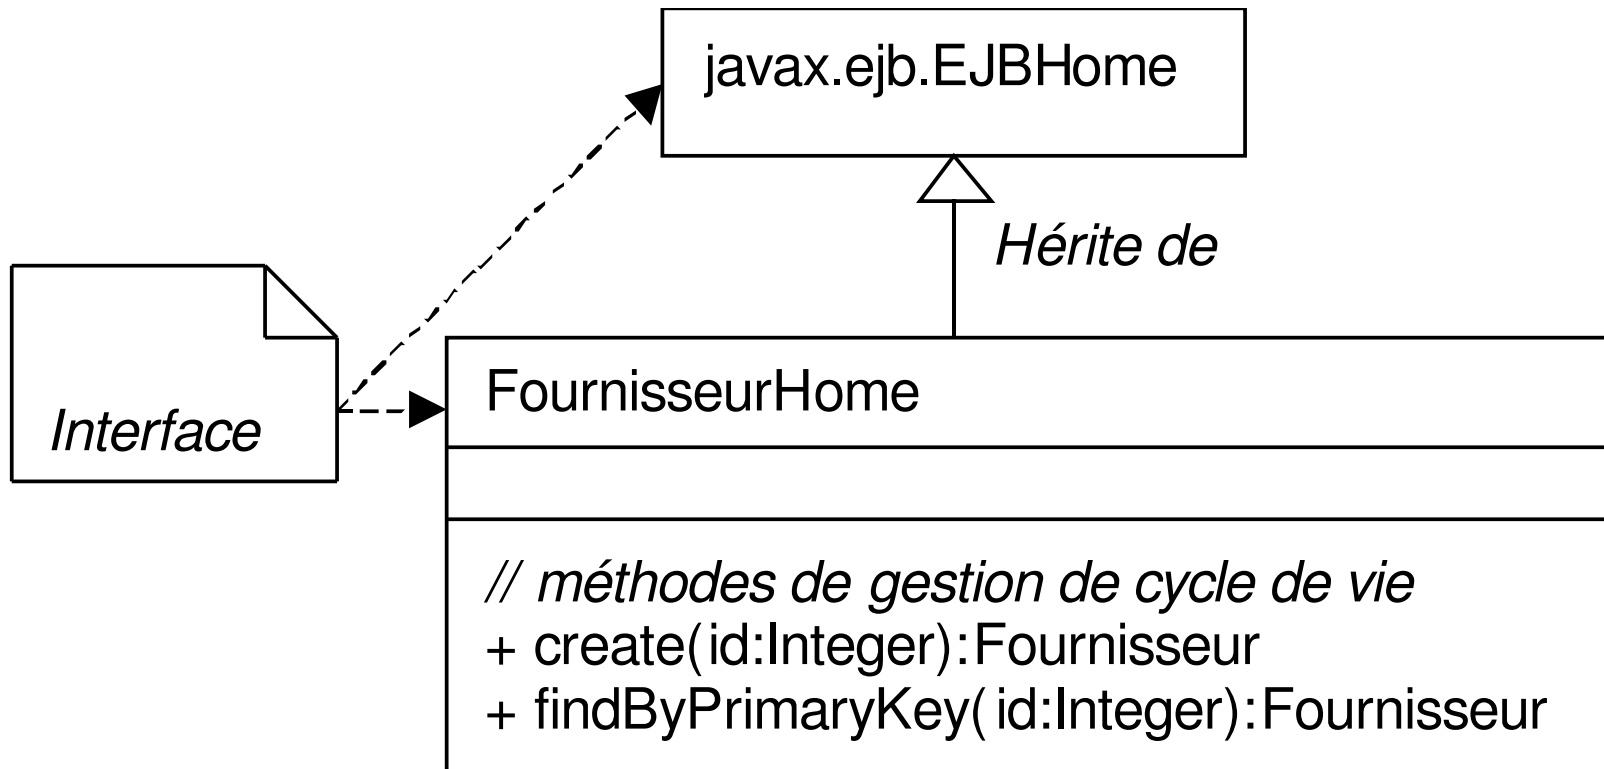 javax.ejb.EJBHome
Hérite de
Interface
FournisseurHome
// méthodes de gestion de cycle de vie
+ create(id:Integer):Fournisseur
+ findByPrimaryKey(id:Integer):Fournisseur